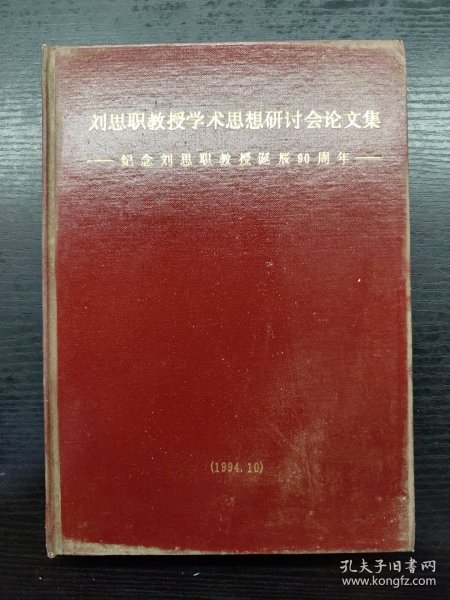 刘思职教授学术思想研讨会论文集
——纪念刘思职教授诞辰90周年——
(1994.10)
孔夫子旧书网
www.kongfz.com